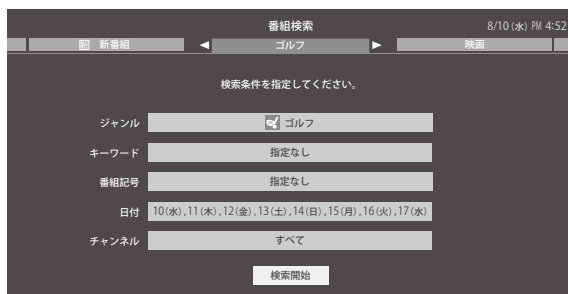 番組検索
8/10 (水) PM 4:52
新 新番組
ゴルフ
映画
検索条件を指定してください。
ジャンル ゴルフ
キーワード 指定なし
番組記号 指定なし
日付 10(水),11(木),12(金),13(土),14(日),15(月),16(火),17(水)
チャンネル すべて
検索開始